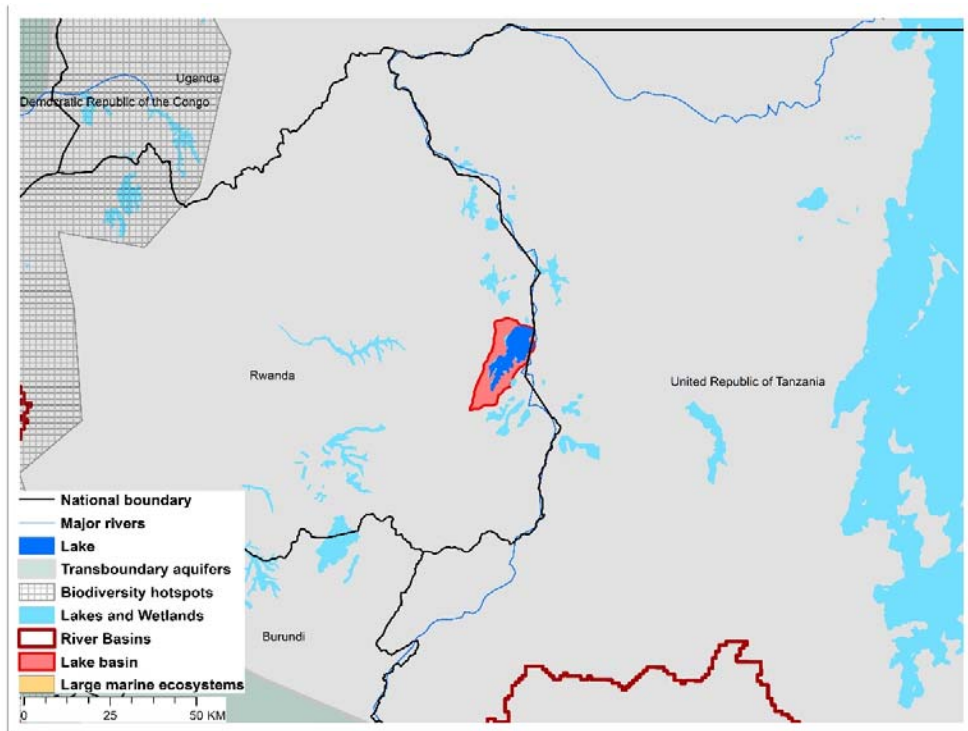 Uganda
Democratic Republic of the Congo
Rwanda
United Republic of Tanzania
National boundary
Major rivers
Lake
Transboundary aquifers
Biodiversity hotspots
Lakes and Wetlands
River Basins
Burundi
Lake basin
Large marine ecosystems
0 25 50 KM